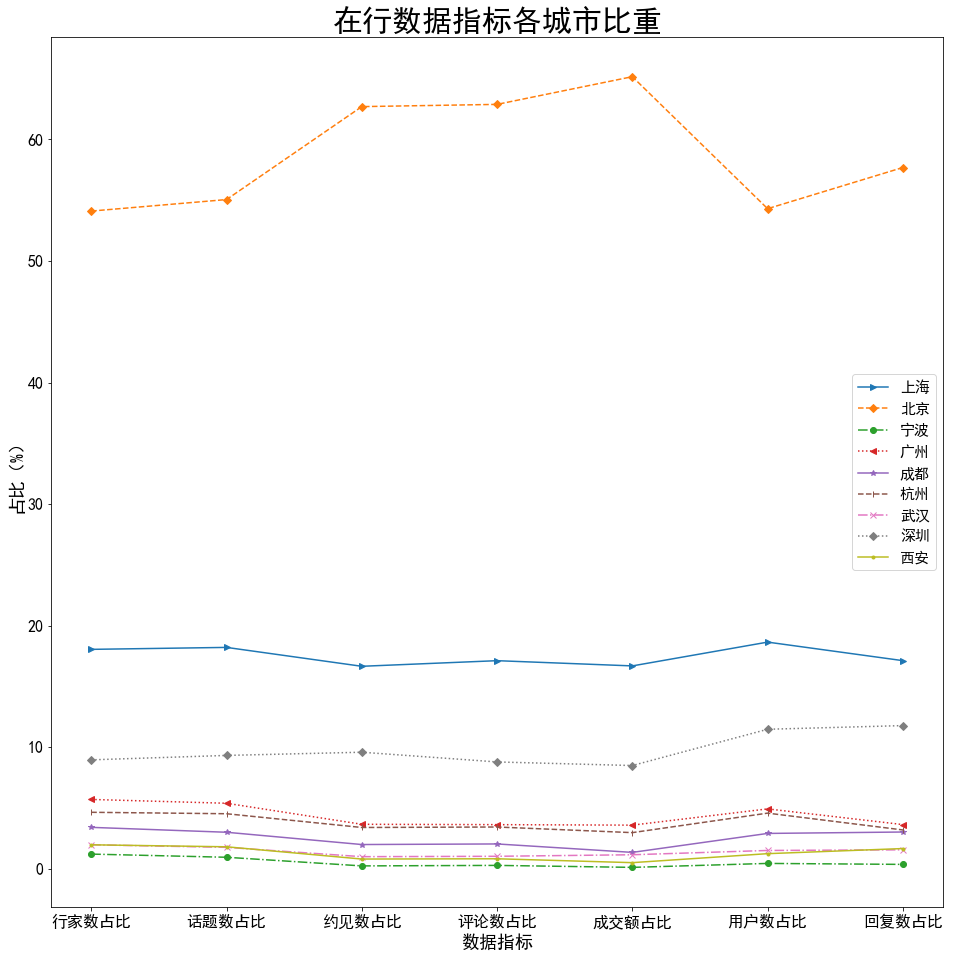 在行数据指标各城市比重
占比（%）
60
50
40
30
20
10
0
上海
北京
宁波
广州
成都
杭州
武汉
深圳
西安
行家数占比 话题数占比 约见数占比 评论数占比 成交额占比 用户数占比 回复数占比
数据指标